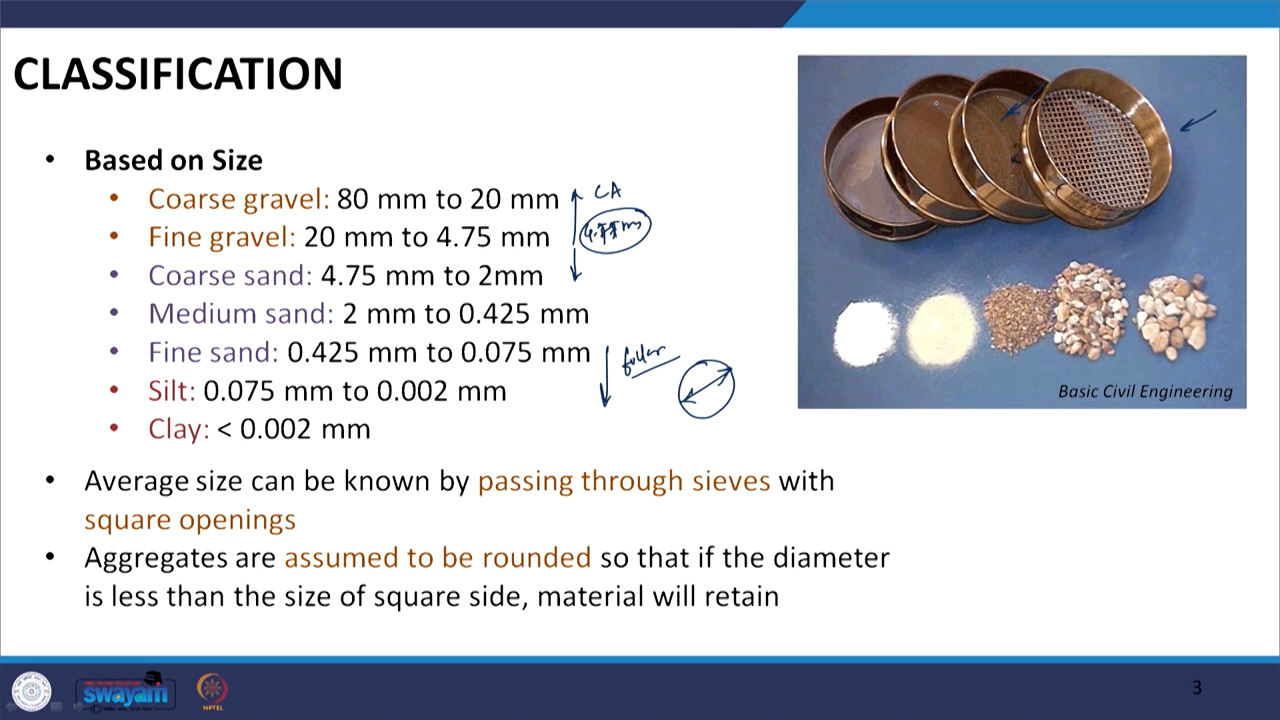 CLASSIFICATION
• Based on Size
• Coarse gravel: 80 mm to 20 mm
CA
• Fine gravel: 20 mm to 4.75 mm
• Coarse sand: 4.75 mm to 2mm
• Medium sand: 2 mm to 0.425 mm
• Fine sand: 0.425 mm to 0.075 mm
• Silt: 0.075 mm to 0.002 mm
• Clay: < 0.002 mm
Basic Civil Engineering
• Average size can be known by passing through sieves with
square openings
• Aggregates are assumed to be rounded so that if the diameter
is less than the size of square side, material will retain
swayam
NPTEL
3